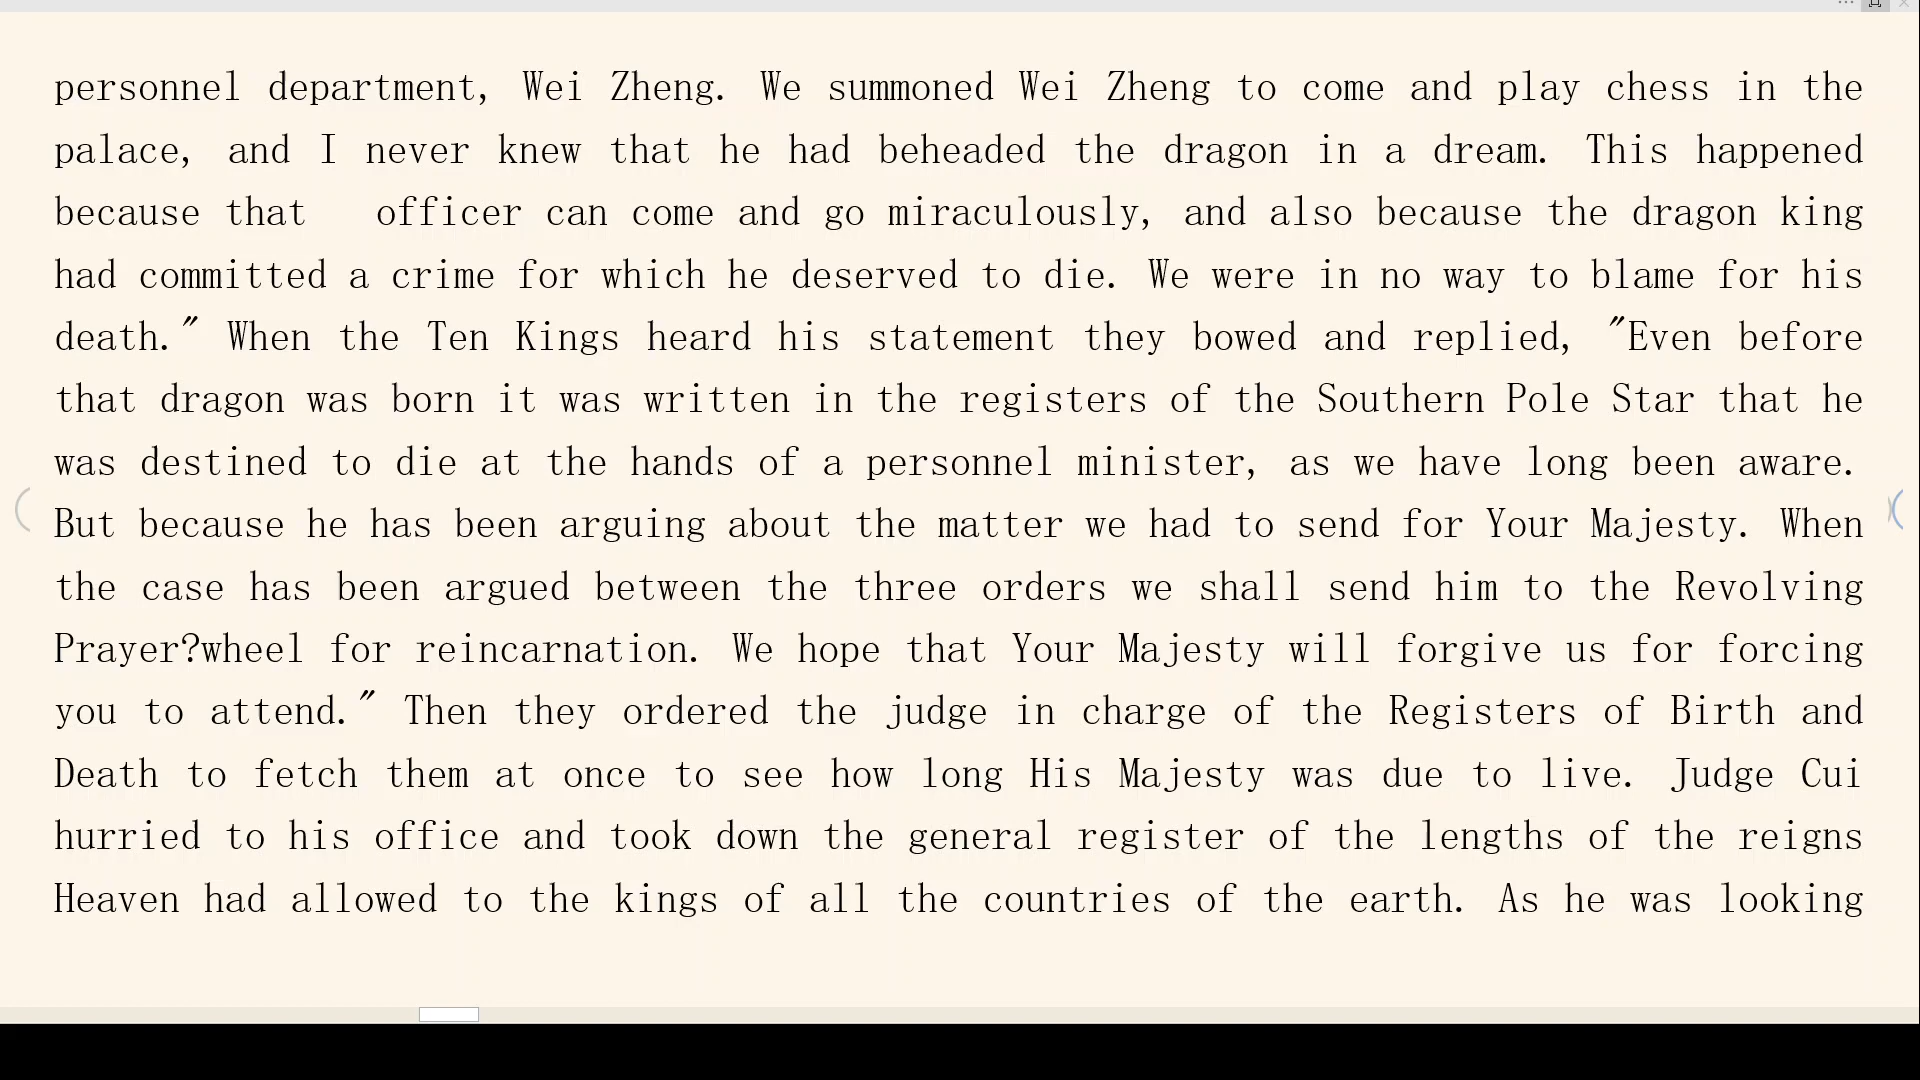 personnel department, Wei Zheng. We summoned Wei Zheng to come and play chess in the
palace, and I never knew that he had beheaded the dragon in a dream. This happened
because that officer can come and go miraculously, and also because the dragon king
had committed a crime for which he deserved to die. We were in no way to blame for his
death." When the Ten Kings heard his statement they bowed and replied, "Even before
that dragon was born it was written in the registers of the Southern Pole Star that he
was destined to die at the hands of a personnel minister, as we have long been aware.
But because he has been arguing about the matter we had to send for Your Majesty. When
the case has been argued between the three orders we shall send him to the Revolving
Prayer?wheel for reincarnation. We hope that Your Majesty will forgive us for forcing
you to attend." Then they ordered the judge in charge of the Registers of Birth and
Death to fetch them at once to see how long His Majesty was due to live. Judge Cui
hurried to his office and took down the general register of the lengths of the reigns
Heaven had allowed to the kings of all the countries of the earth. As he was looking